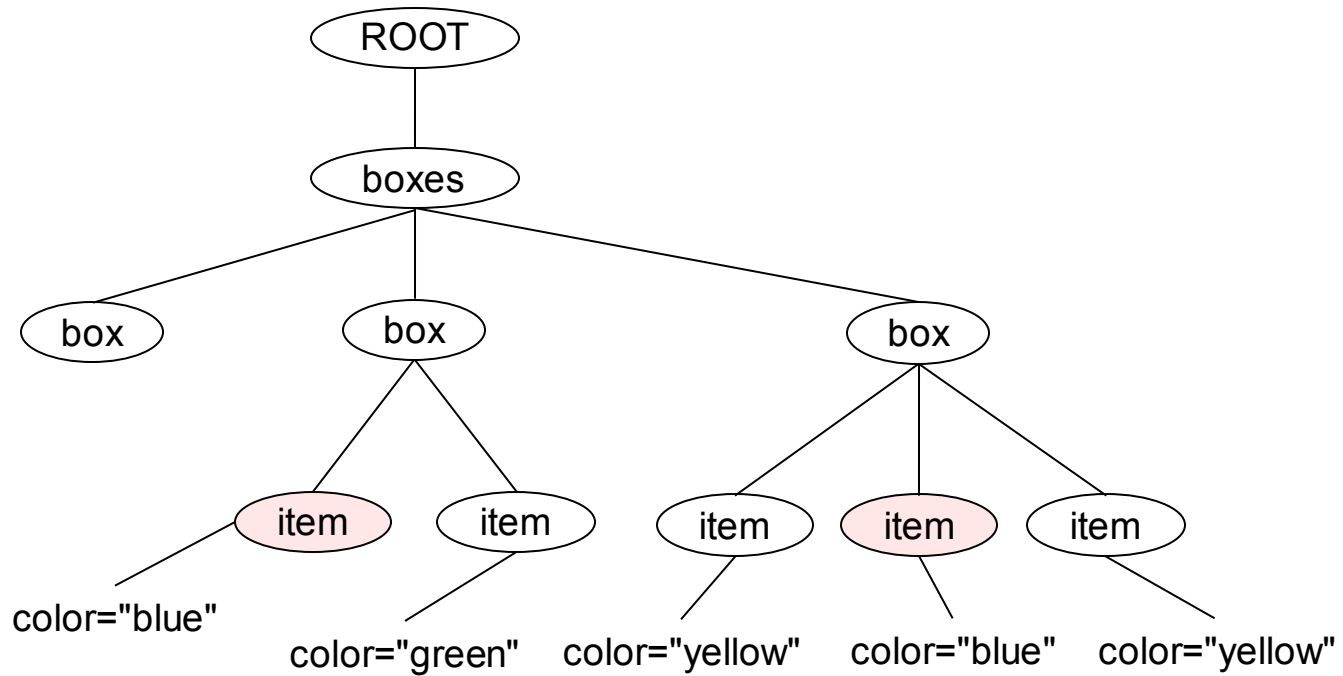 ROOT
boxes
box
box
box
item
item
item
item
item
color="blue"
color="green"
color="yellow"
color="blue"
color="yellow"